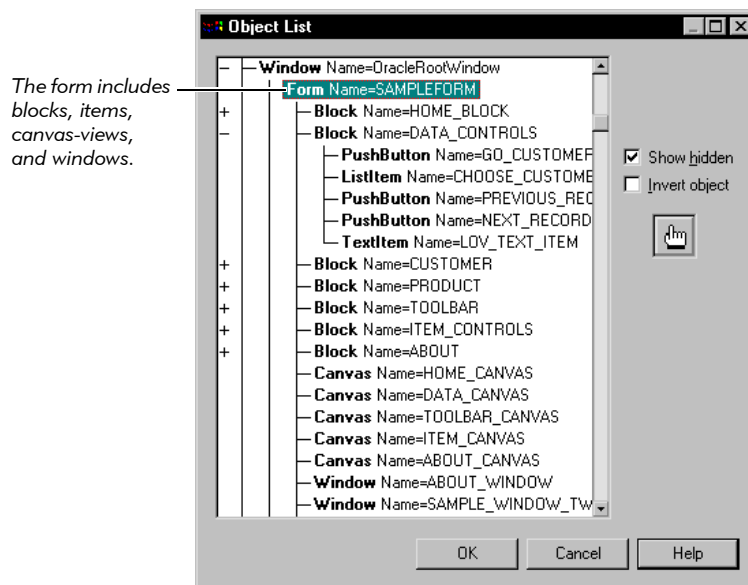 Object List
The form includes
blocks, items,
canvas-views,
and windows.
− Window Name=OracleRootWindow
Form Name=SAMPLEFORM
+ Block Name=HOME_BLOCK
− Block Name=DATA_CONTROLS
PushButton Name=GO_CUSTOMER
ListItem Name=CHOOSE_CUSTOME
PushButton Name=PREVIOUS_REC
PushButton Name=NEXT_RECORD
TextItem Name=LOV_TEXT_ITEM
+ Block Name=CUSTOMER
+ Block Name=PRODUCT
+ Block Name=TOOLBAR
+ Block Name=ITEM_CONTROLS
+ Block Name=ABOUT
Canvas Name=HOME_CANVAS
Canvas Name=DATA_CANVAS
Canvas Name=TOOLBAR_CANVAS
Canvas Name=ITEM_CANVAS
Canvas Name=ABOUT_CANVAS
Window Name=ABOUT_WINDOW
Window Name=SAMPLE_WINDOW_TW
Show hidden
Invert object
OK Cancel Help